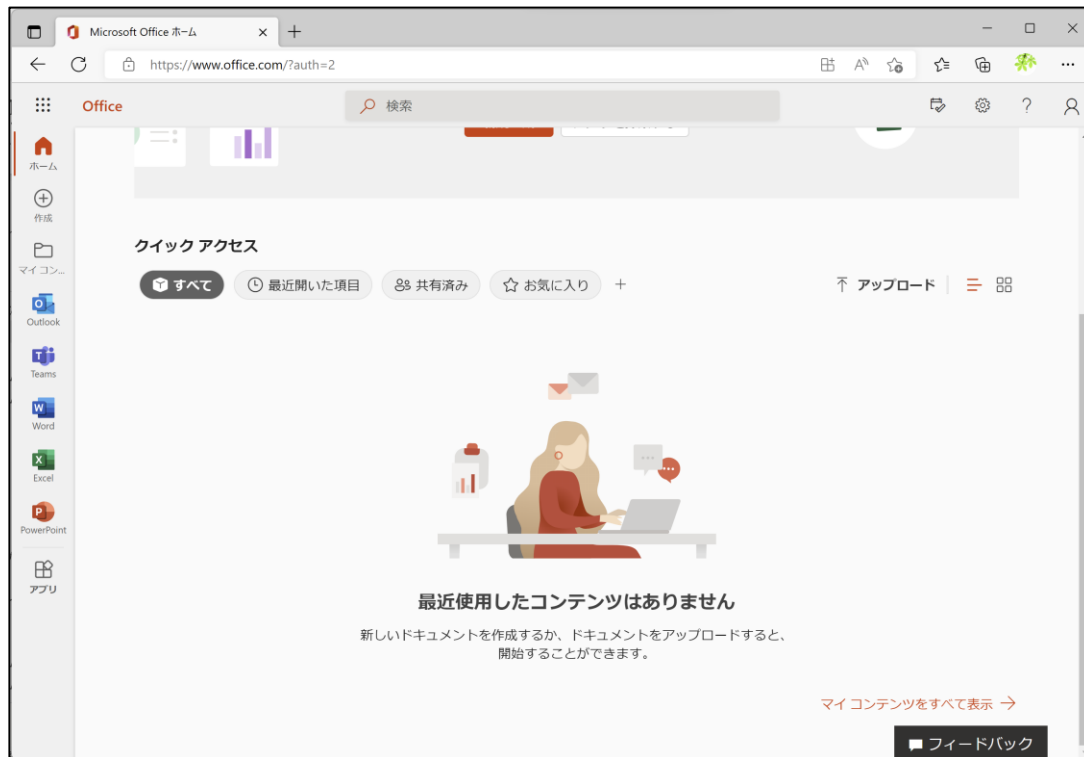 Microsoft Office ホーム
https://www.office.com/?auth=2
Office
検索
ホーム
作成
マイ コン...
Outlook
Teams
Word
Excel
PowerPoint
アプリ
クイック アクセス
すべて 最近開いた項目 共有済み お気に入り アップロード
最近使用したコンテンツはありません
新しいドキュメントを作成するか、ドキュメントをアップロードすると、
開始することができます。
マイ コンテンツをすべて表示
フィードバック